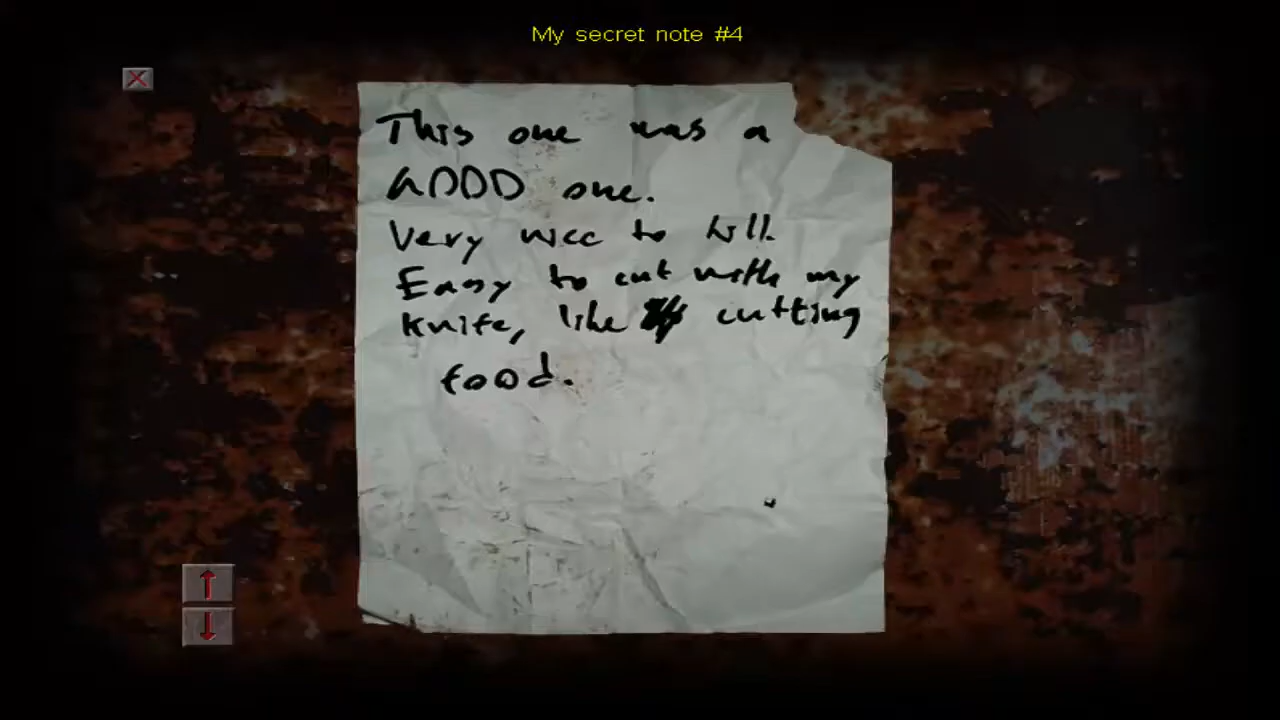 My secret note #4
This one was a
GOOD one.
Very nice to kill.
Easy to cut with my
knife, like cutting
food.